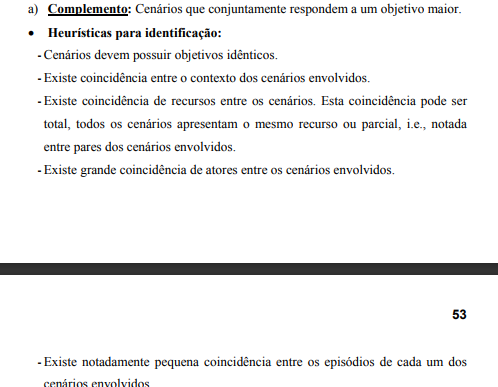 a) Complemento: Cenários que conjuntamente respondem a um objetivo maior.
• Heurísticas para identificação:
- Cenários devem possuir objetivos idênticos.
- Existe coincidência entre o contexto dos cenários envolvidos.
- Existe coincidência de recursos entre os cenários. Esta coincidência pode ser
total, todos os cenários apresentam o mesmo recurso ou parcial, i.e., notada
entre pares dos cenários envolvidos.
- Existe grande coincidência de atores entre os cenários envolvidos.
53
- Existe notadamente pequena coincidência entre os episódios de cada um dos
cenários envolvidos